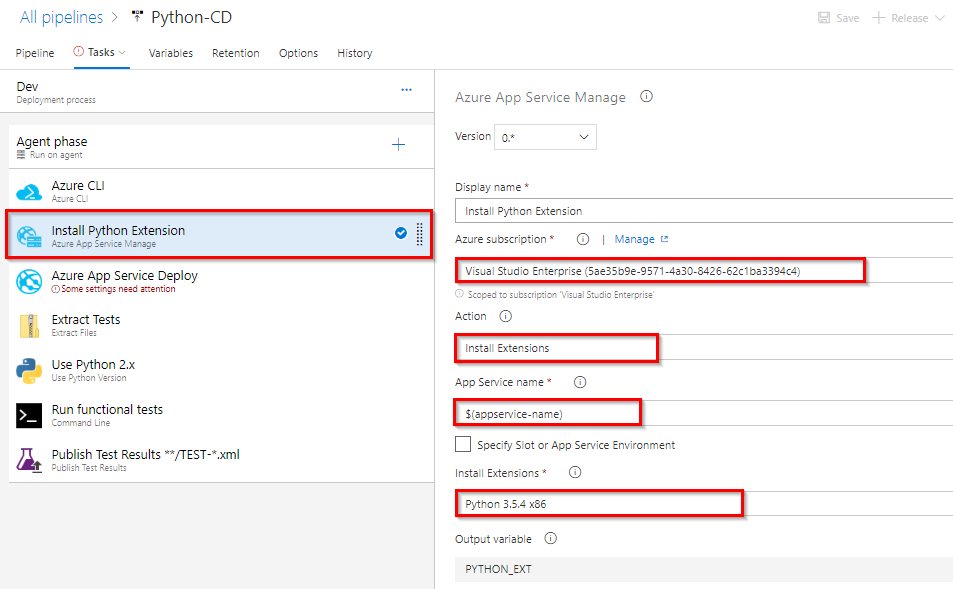 All pipelines > Python-CD
Save + Release
Pipeline Tasks Variables Retention Options History
Dev
Deployment process
...
Agent phase
Run on agent
Azure CLI
Azure CLI
Install Python Extension
Azure App Service Manage
Azure App Service Deploy
Some settings need attention
Extract Tests
Extract Files
Use Python 2.x
Use Python Version
Run functional tests
Command Line
Publish Test Results **/TEST-*.xml
Publish Test Results
Azure App Service Manage
Version 0.*
Display name *
Install Python Extension
Azure subscription * | Manage
Visual Studio Enterprise (5ae35b9e-9571-4a30-8426-62c1ba3394c4)
Scoped to subscription 'Visual Studio Enterprise'
Action
Install Extensions
App Service name *
$(appservice-name)
Specify Slot or App Service Environment
Install Extensions *
Python 3.5.4 x86
Output variable
PYTHON_EXT